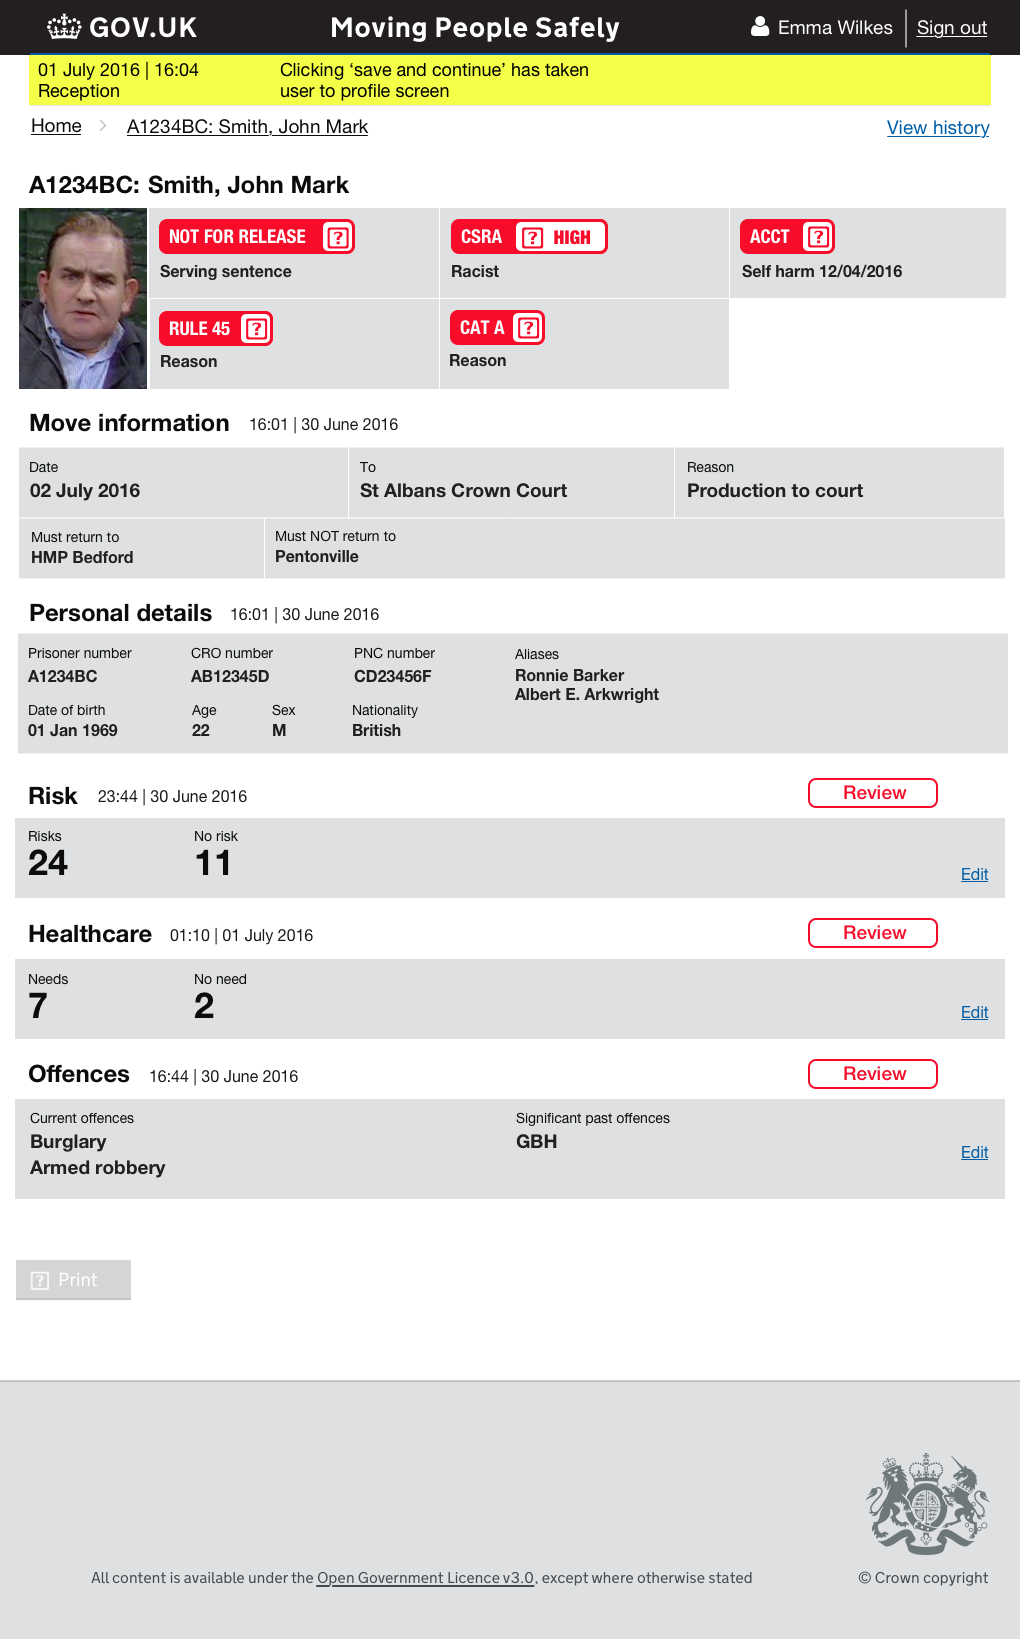 GOV.UK
Moving People Safely
Emma Wilkes
Sign out
01 July 2016 | 16:04
Reception
Clicking ‘save and continue’ has taken
user to profile screen
Home
A1234BC: Smith, John Mark
View history
A1234BC: Smith, John Mark
NOT FOR RELEASE ?
Serving sentence
CSRA ? HIGH
Racist
ACCT ?
Self harm 12/04/2016
RULE 45 ?
Reason
CAT A ?
Reason
Move information 16:01 | 30 June 2016
Date
02 July 2016
To
St Albans Crown Court
Reason
Production to court
Must return to
HMP Bedford
Must NOT return to
Pentonville
Personal details 16:01 | 30 June 2016
Prisoner number
A1234BC
CRO number
AB12345D
PNC number
CD23456F
Aliases
Ronnie Barker
Albert E. Arkwright
Date of birth
01 Jan 1969
Age
22
Sex
M
Nationality
British
Risk 23:44 | 30 June 2016
Review
Risks
24
No risk
11
Edit
Healthcare 01:10 | 01 July 2016
Review
Needs
7
No need
2
Edit
Offences 16:44 | 30 June 2016
Review
Current offences
Burglary
Armed robbery
Significant past offences
GBH
Edit
? Print
All content is available under the Open Government Licence v3.0, except where otherwise stated
© Crown copyright